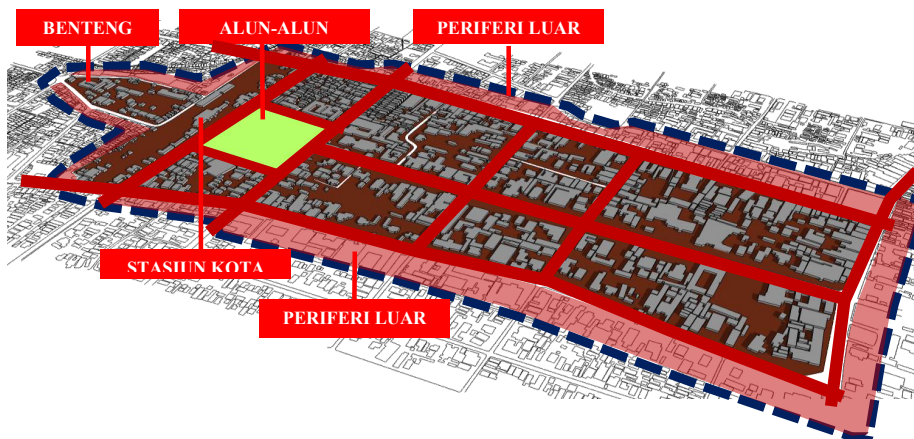 BENTENG
ALUN-ALUN
PERIFERI LUAR
STASIUN KOTA
PERIFERI LUAR